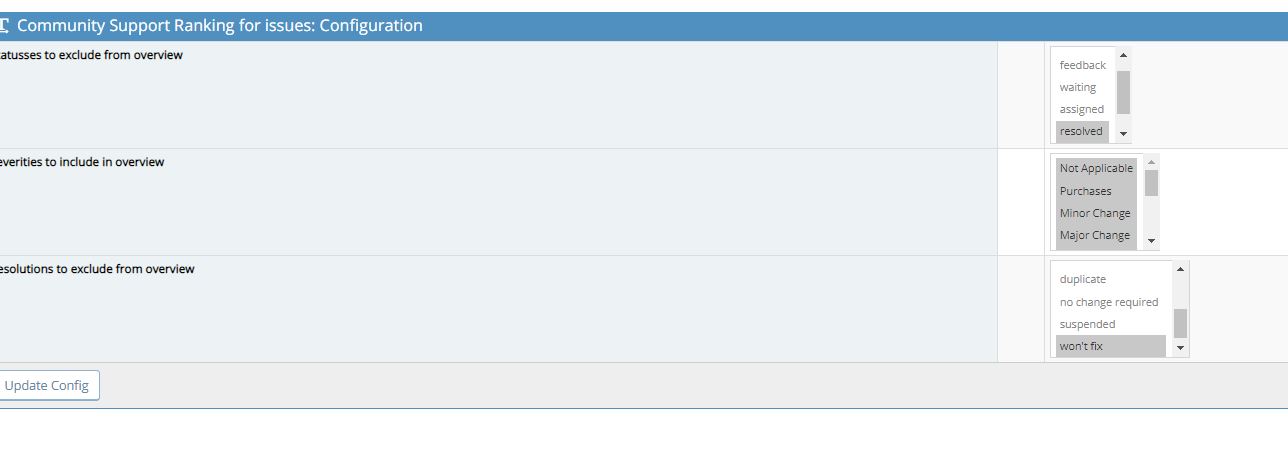 Community Support Ranking for issues: Configuration
atusses to exclude from overview
feedback
waiting
assigned
resolved
everities to include in overview
Not Applicable
Purchases
Minor Change
Major Change
esolutions to exclude from overview
duplicate
no change required
suspended
won't fix
Update Config